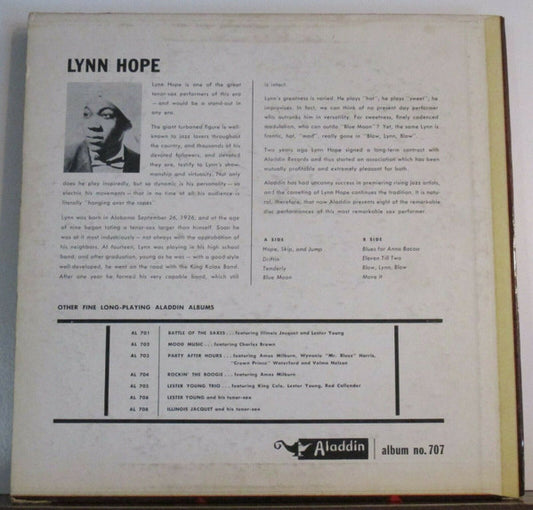 LYNN HOPE
Lynn Hope is one of the great
tenor-sax performers of this era
—and would be a stand-out in
any era.
The giant turbaned figure is well-
known to jazz lovers throughout
the country, and thousands of his
devoted followers, and devoted
they are, testify to Lynn's show-
manship and virtuosity. Not only
does he play inspiredly, but so dynamic is his personality — so
electric his movements — that in no time at all his audience is
literally "hanging over the ropes".
Lynn was born in Alabama September 26, 1926, and at the age
of nine began toting a tenor-sax larger than himself. Soon he
was at it most industriously — not always with the approbation of
his neighbors. At fourteen, Lynn was playing in his high school
band, and after graduation, young as he was — with a good style
well-developed, he went on the road with the King Kolax Band.
After one year he formed his very capable band, which still
is intact.
Lynn's greatness is varied. He plays "hot", he plays "sweet", he
improvises. In fact, we can think of no present day performer
who outranks him in versatility. For sweetness, finely cadenced
modulation, who can outdo "Blue Moon"? Yet, the same Lynn is
frantic, hot, "mad", really gone in "Blow, Lynn, Blow".
Two years ago Lynn Hope signed a long-term contract with
Aladdin Records and thus started an association which has been
mutually profitable and extremely pleasant for both.
Aladdin has had uncanny success in premiering rising jazz artists,
and the cometing of Lynn Hope continues the tradition. It is natu-
ral, therefore, that now Aladdin presents eight of the remarkable
disc performances of this most remarkable sax performer.
A SIDE
Hope, Skip, and Jump
Driftin'
Tenderly
Blue Moon
B SIDE
Blues for Anna Bacoa
Eleven Till Two
Blow, Lynn, Blow
Move It
OTHER FINE LONG-PLAYING ALADDIN ALBUMS
AL 701 BATTLE OF THE SAXES . . . featuring Illinois Jacquet and Lester Young
AL 702 MOOD MUSIC . . . featuring Charles Brown
AL 703 PARTY AFTER HOURS . . . featuring Amos Milburn, Wynonie "Mr. Blues" Harris,
"Crown Prince" Waterford and Velma Nelson
AL 704 ROCKIN' THE BOOGIE . . . featuring Amos Milburn
AL 705 LESTER YOUNG TRIO . . . featuring King Cole, Lester Young, Red Callender
AL 706 LESTER YOUNG and his tenor-sax
AL 708 ILLINOIS JACQUET and his tenor-sax
Aladdin album no. 707